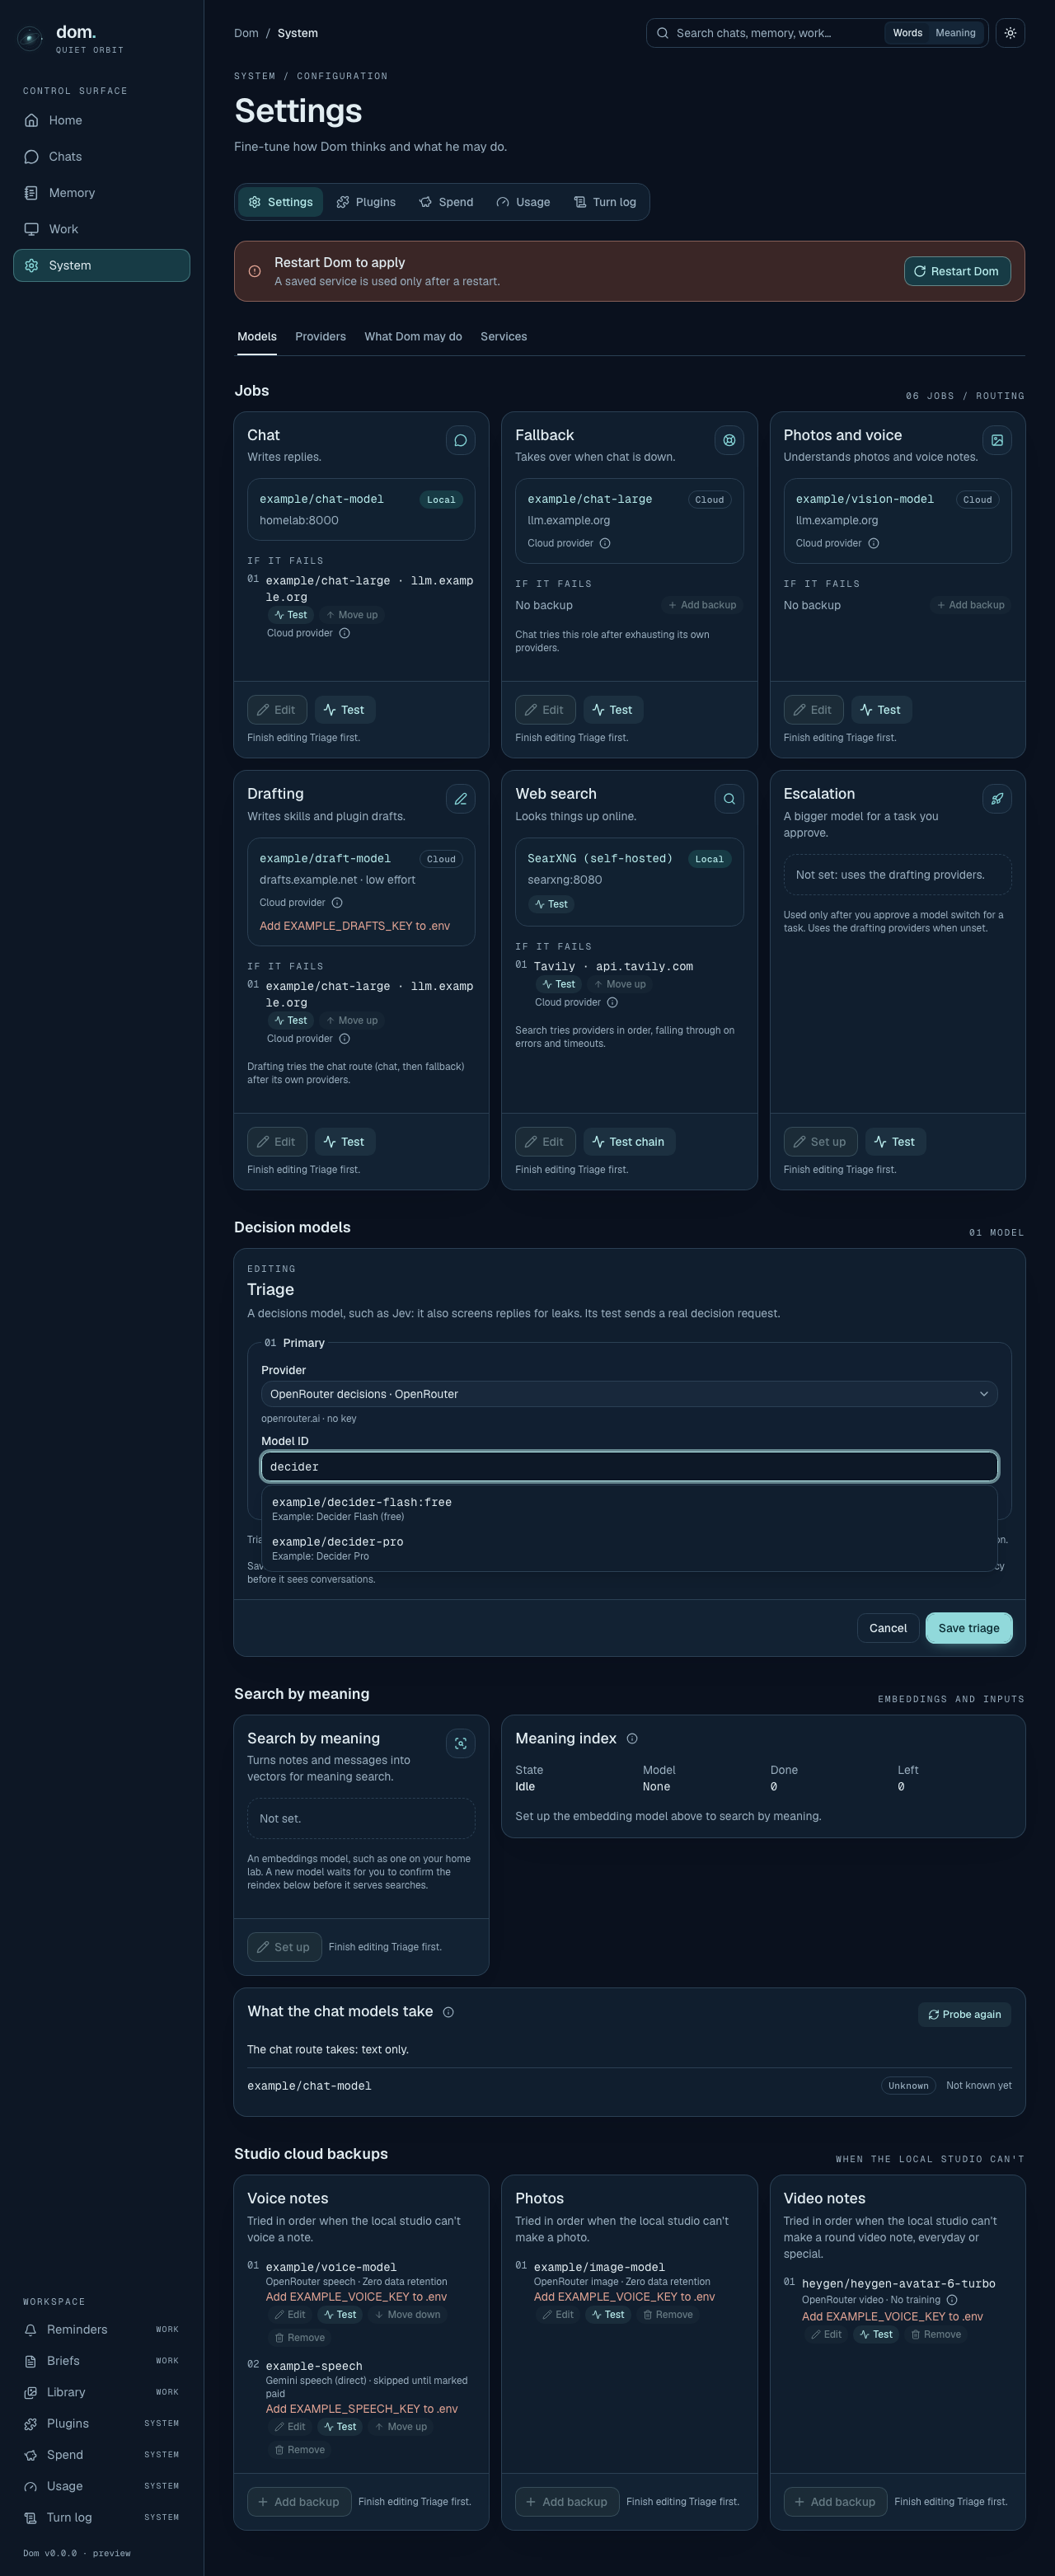 dom.
QUIET ORBIT
CONTROL SURFACE
Home
Chats
Memory
Work
System
Dom / System
Search chats, memory, work...
Words Meaning
SYSTEM / CONFIGURATION
Settings
Fine-tune how Dom thinks and what he may do.
Settings Plugins Spend Usage Turn log
Restart Dom to apply
A saved service is used only after a restart.
Restart Dom
Models Providers What Dom may do Services
Jobs
06 JOBS / ROUTING
Chat
Writes replies.
example/chat-model Local
homelab:8000
IF IT FAILS
01 example/chat-large · llm.examp
le.org
Test Move up
Cloud provider
Edit Test
Finish editing Triage first.
Fallback
Takes over when chat is down.
example/chat-large Cloud
llm.example.org
Cloud provider
IF IT FAILS
No backup Add backup
Chat tries this role after exhausting its own
providers.
Edit Test
Finish editing Triage first.
Photos and voice
Understands photos and voice notes.
example/vision-model Cloud
llm.example.org
Cloud provider
IF IT FAILS
No backup Add backup
Edit Test
Finish editing Triage first.
Drafting
Writes skills and plugin drafts.
example/draft-model Cloud
drafts.example.net · low effort
Cloud provider
Add EXAMPLE_DRAFTS_KEY to .env
IF IT FAILS
01 example/chat-large · llm.examp
le.org
Test Move up
Cloud provider
Drafting tries the chat route (chat, then fallback)
after its own providers.
Edit Test
Finish editing Triage first.
Web search
Looks things up online.
SearXNG (self-hosted) Local
searxng:8080
Test
IF IT FAILS
01 Tavily · api.tavily.com
Test Move up
Cloud provider
Search tries providers in order, falling through on
errors and timeouts.
Edit Test chain
Finish editing Triage first.
Escalation
A bigger model for a task you
approve.
Not set: uses the drafting providers.
Used only after you approve a model switch for a
task. Uses the drafting providers when unset.
Set up Test
Finish editing Triage first.
Decision models
01 MODEL
EDITING
Triage
A decisions model, such as Jev: it also screens replies for leaks. Its test sends a real decision request.
01 Primary
Provider
OpenRouter decisions · OpenRouter
openrouter.ai · no key
Model ID
decider
example/decider-flash:free
Example: Decider Flash (free)
example/decider-pro
Example: Decider Pro
before it sees conversations.
Cancel Save triage
Search by meaning
EMBEDDINGS AND INPUTS
Search by meaning
Turns notes and messages into
vectors for meaning search.
Not set.
An embeddings model, such as one on your home
lab. A new model waits for you to confirm the
reindex below before it serves searches.
Set up Finish editing Triage first.
Meaning index
State Model Done Left
Idle None 0 0
Set up the embedding model above to search by meaning.
What the chat models take
Probe again
The chat route takes: text only.
example/chat-model Unknown Not known yet
Studio cloud backups
WHEN THE LOCAL STUDIO CAN'T
Voice notes
Tried in order when the local studio can't
voice a note.
01 example/voice-model
OpenRouter speech · Zero data retention
Add EXAMPLE_VOICE_KEY to .env
Edit Test Move down
Remove
02 example-speech
Gemini speech (direct) · skipped until marked
paid
Add EXAMPLE_SPEECH_KEY to .env
Edit Test Move up
Remove
Add backup Finish editing Triage first.
Photos
Tried in order when the local studio can't
make a photo.
01 example/image-model
OpenRouter image · Zero data retention
Add EXAMPLE_VOICE_KEY to .env
Edit Test Remove
Add backup Finish editing Triage first.
Video notes
Tried in order when the local studio can't
make a round video note, everyday or
special.
01 heygen/heygen-avatar-6-turbo
OpenRouter video · No training
Add EXAMPLE_VOICE_KEY to .env
Edit Test Remove
Add backup Finish editing Triage first.
WORKSPACE
Reminders WORK
Briefs WORK
Library WORK
Plugins SYSTEM
Spend SYSTEM
Usage SYSTEM
Turn log SYSTEM
Dom v0.0.0 · preview